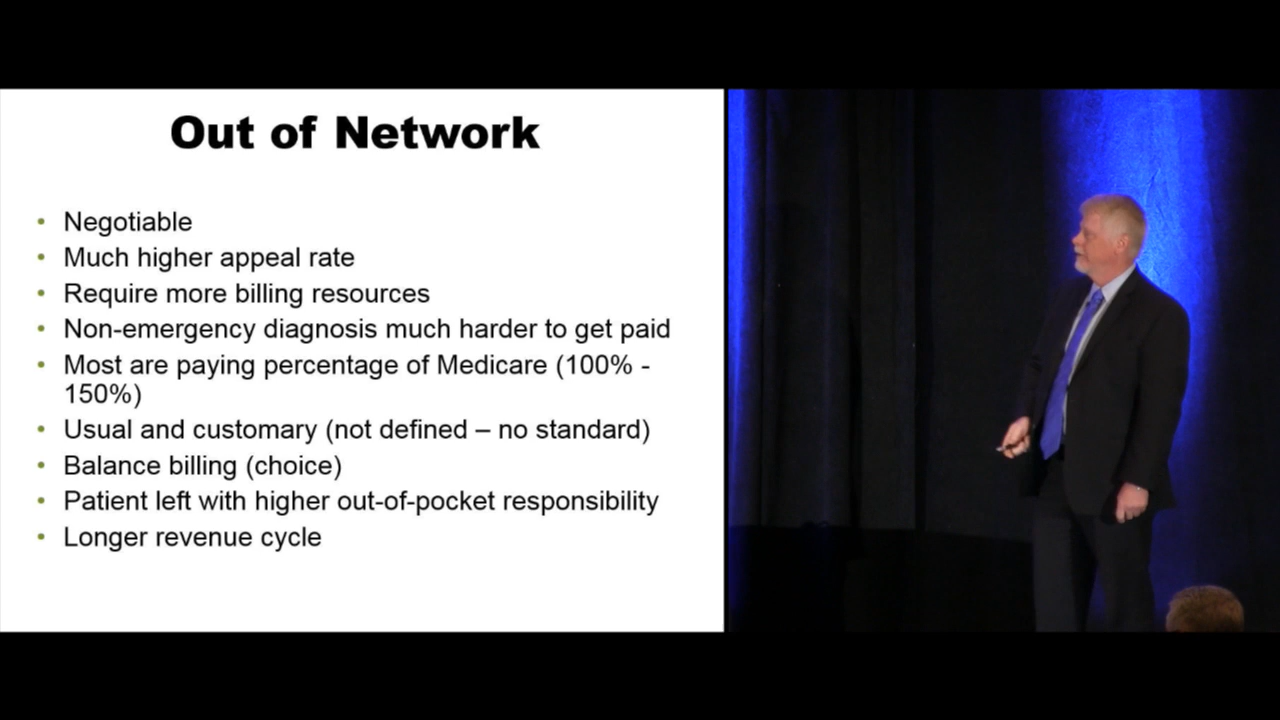 Out of Network
• Negotiable
• Much higher appeal rate
• Require more billing resources
• Non-emergency diagnosis much harder to get paid
• Most are paying percentage of Medicare (100% -
150%)
• Usual and customary (not defined – no standard)
• Balance billing (choice)
• Patient left with higher out-of-pocket responsibility
• Longer revenue cycle